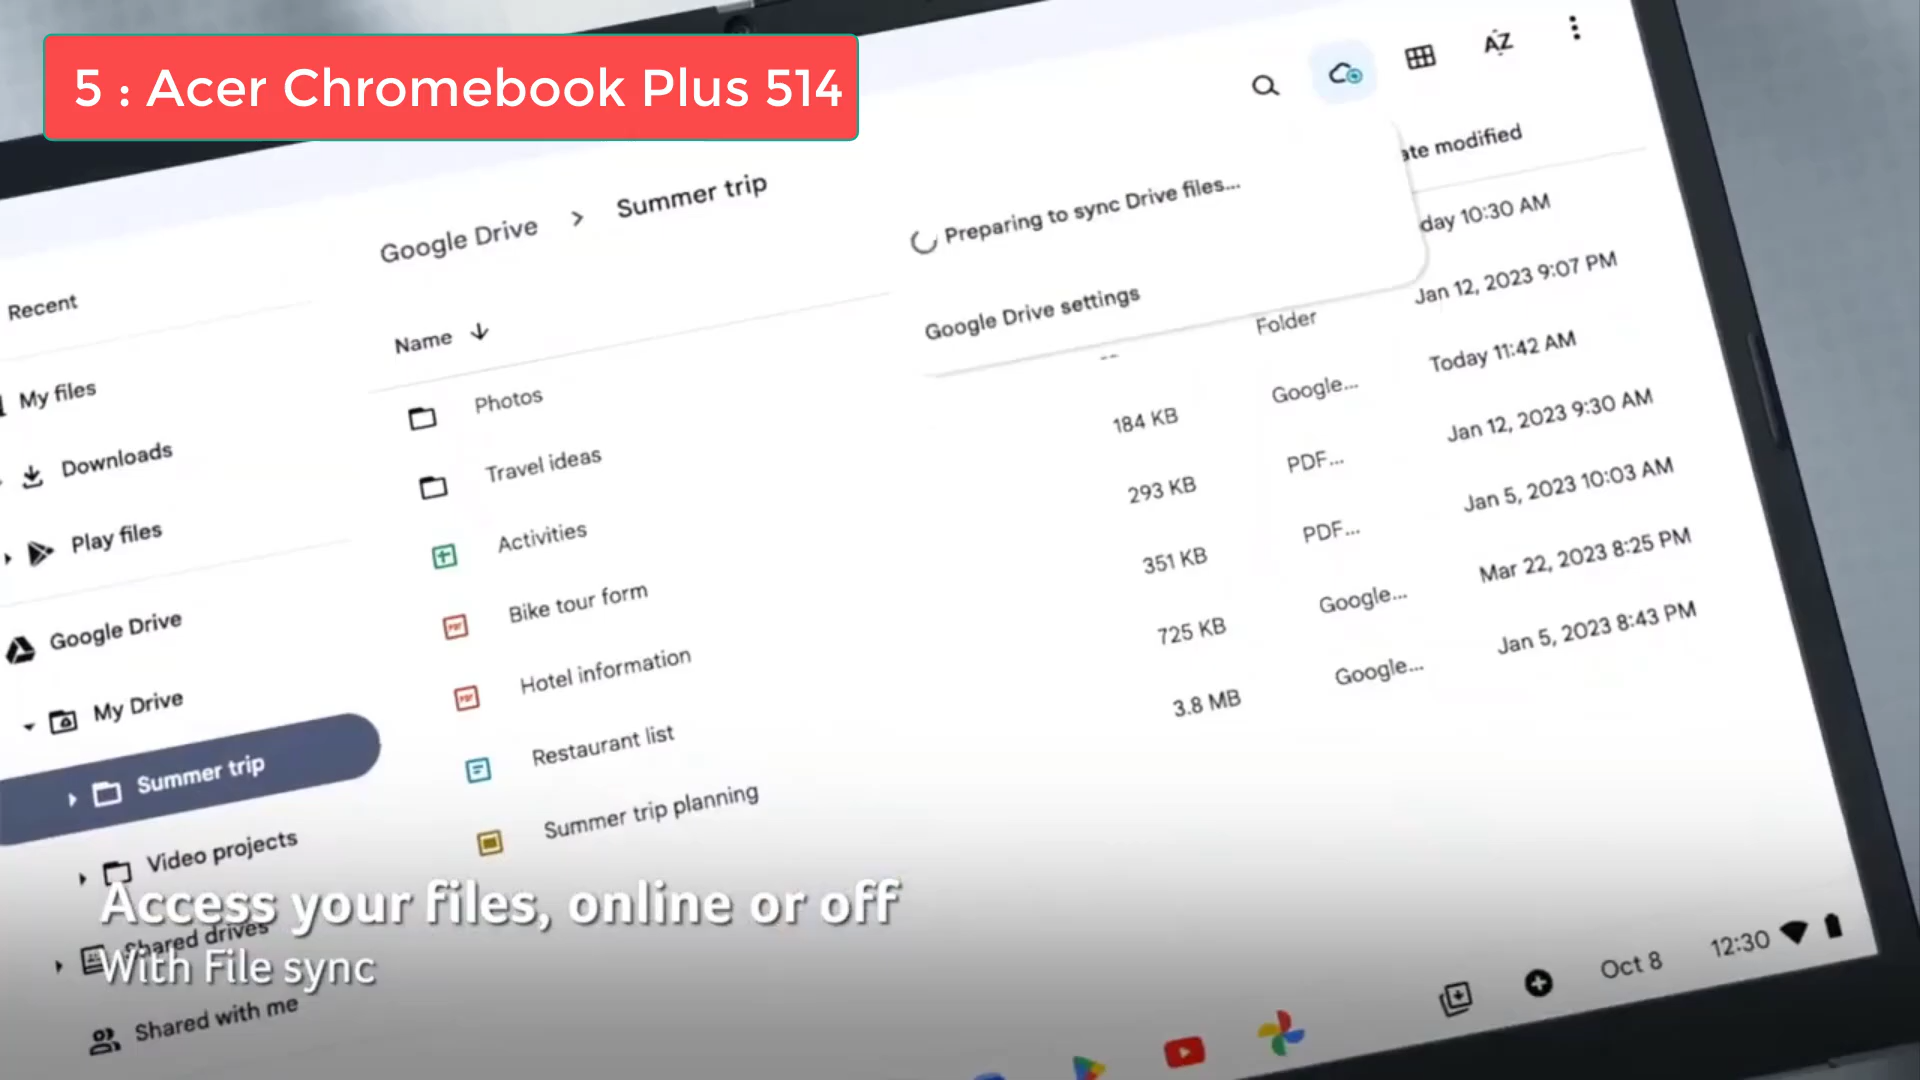 5 : Acer Chromebook Plus 514
AZ
Google Drive > Summer trip
Preparing to sync Drive files...
Google Drive settings
Name
ate modified
Recent
My files
Downloads
Play files
Google Drive
My Drive
Summer trip
Video projects
Shared drives
Shared with me
Photos
day 10:30 AM
Travel ideas
-- Folder Jan 12, 2023 9:07 PM
Activities
184 KB Google... Today 11:42 AM
Bike tour form
293 KB PDF... Jan 12, 2023 9:30 AM
Hotel information
351 KB PDF... Jan 5, 2023 10:03 AM
Restaurant list
725 KB Google... Mar 22, 2023 8:25 PM
Summer trip planning
3.8 MB Google... Jan 5, 2023 8:43 PM
Access your files, online or off
With File sync
Oct 8 12:30